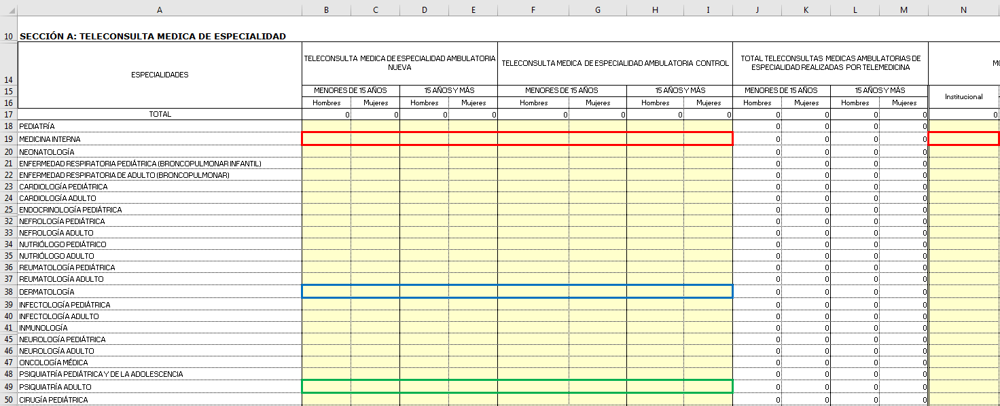 A B C D E F G H I J K L M N
10 SECCIÓN A: TELECONSULTA MEDICA DE ESPECIALIDAD
14 ESPECIALIDADES TELECONSULTA MEDICA DE ESPECIALIDAD AMBULATORIA NUEVA TELECONSULTA MEDICA DE ESPECIALIDAD AMBULATORIA CONTROL TOTAL TELECONSULTAS MEDICAS AMBULATORIAS DE ESPECIALIDAD REALIZADAS POR TELEMEDICINA
15 MENORES DE 15 AÑOS 15 AÑOS Y MÁS MENORES DE 15 AÑOS 15 AÑOS Y MÁS MENORES DE 15 AÑOS 15 AÑOS Y MÁS Institucional
16 Hombres Mujeres Hombres Mujeres Hombres Mujeres Hombres Mujeres Hombres Mujeres Hombres Mujeres
17 TOTAL 0 0 0 0 0 0 0 0 0 0 0 0 0
18 PEDIATRÍA 0 0 0 0
19 MEDICINA INTERNA 0 0 0 0
20 NEONATOLOGÍA 0 0 0 0
21 ENFERMEDAD RESPIRATORIA PEDIÁTRICA (BRONCOPULMONAR INFANTIL) 0 0 0 0
22 ENFERMEDAD RESPIRATORIA DE ADULTO (BRONCOPULMONAR) 0 0 0 0
23 CARDIOLOGÍA PEDIÁTRICA 0 0 0 0
24 CARDIOLOGÍA ADULTO 0 0 0 0
25 ENDOCRINOLOGÍA PEDIÁTRICA 0 0 0 0
32 NEFROLOGÍA PEDIÁTRICA 0 0 0 0
33 NEFROLOGÍA ADULTO 0 0 0 0
34 NUTRIÓLOGO PEDIÁTRICO 0 0 0 0
35 NUTRIÓLOGO ADULTO 0 0 0 0
36 REUMATOLOGÍA PEDIÁTRICA 0 0 0 0
37 REUMATOLOGÍA ADULTO 0 0 0 0
38 DERMATOLOGÍA 0 0 0 0
39 INFECTOLOGÍA PEDIÁTRICA 0 0 0 0
40 INFECTOLOGÍA ADULTO 0 0 0 0
41 INMUNOLOGÍA 0 0 0 0
45 NEUROLOGÍA PEDIÁTRICA 0 0 0 0
46 NEUROLOGÍA ADULTO 0 0 0 0
47 ONCOLOGÍA MÉDICA 0 0 0 0
48 PSIQUIATRÍA PEDIÁTRICA Y DE LA ADOLESCENCIA 0 0 0 0
49 PSIQUIATRÍA ADULTO 0 0 0 0
50 CIRUGÍA PEDIÁTRICA 0 0 0 0